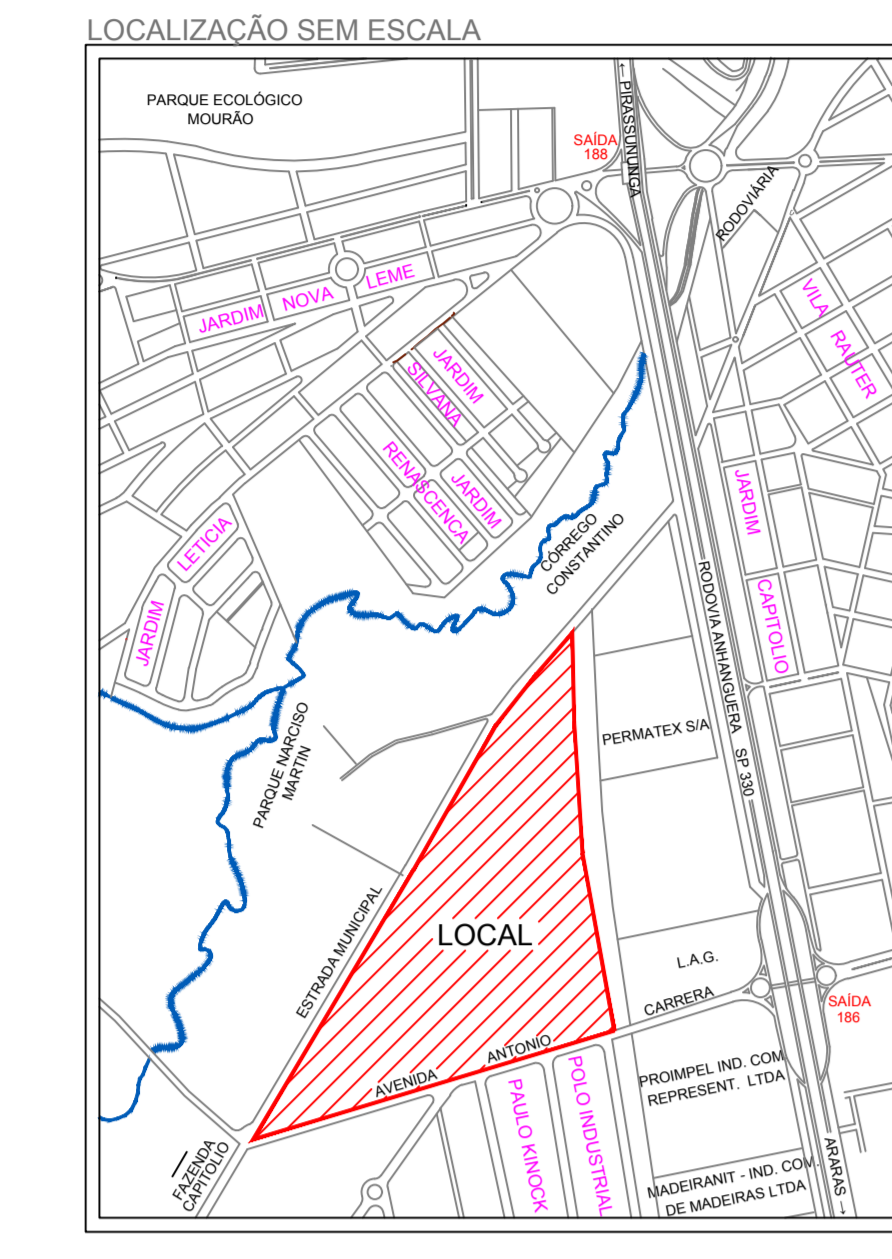 LOCALIZAÇÃO SEM ESCALA
PARQUE ECOLÓGICO
MOURÃO
← PIRASSUNUNGA
SAÍDA
188
RODOVIÁRIA
JARDIM NOVA LEME
VILA RAUTER
JARDIM
SILVANA
RENASCENCA
JARDIM
JARDIM
CAPITOLIO
LETICIA
JARDIM
CÓRREGO
CONSTANTINO
RODOVIA ANHANGUERA SP 330
PERMATEX S/A
PARQUE NARCISO
MARTIN
ESTRADA MUNICIPAL
LOCAL
L.A.G.
SAÍDA
186
AVENIDA ANTONIO CARRERA
PROIMPEL IND. COM.
REPRESENT. LTDA
POLO INDUSTRIAL
PAULO KINOCK
FAZENDA
CAPITOLIO
MADEIRANIT - IND. COM.
DE MADEIRAS LTDA
ARARAS →